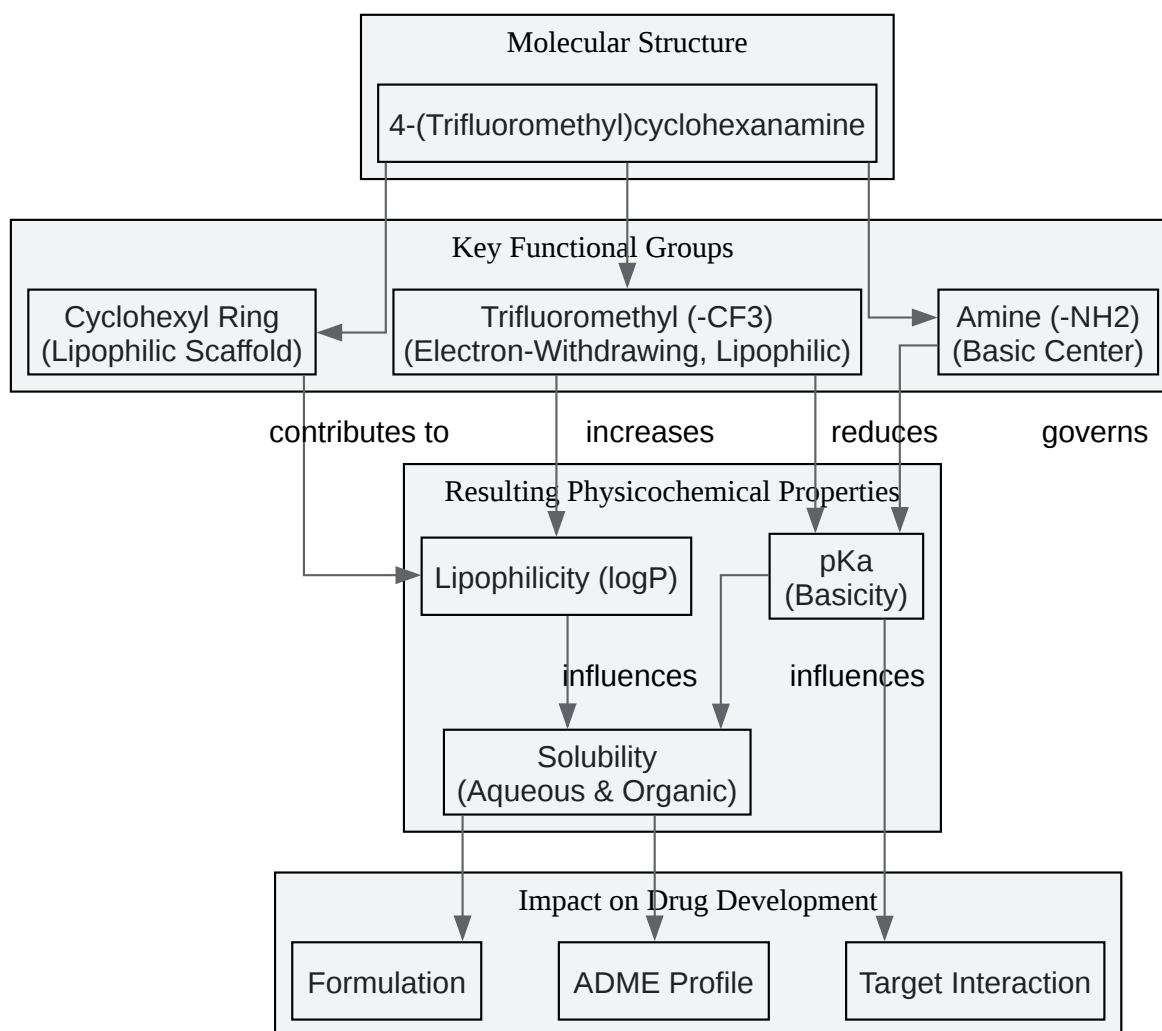 Molecular Structure
4-(Trifluoromethyl)cyclohexanamine
Key Functional Groups
Cyclohexyl Ring
(Lipophilic Scaffold)
Trifluoromethyl (-CF3)
(Electron-Withdrawing, Lipophilic)
Amine (-NH2)
(Basic Center)
contributes to
increases
reduces
governs
Resulting Physicochemical Properties
Lipophilicity (logP)
pKa
(Basicity)
influences
influences
Solubility
(Aqueous & Organic)
Impact on Drug Development
Formulation
ADME Profile
Target Interaction